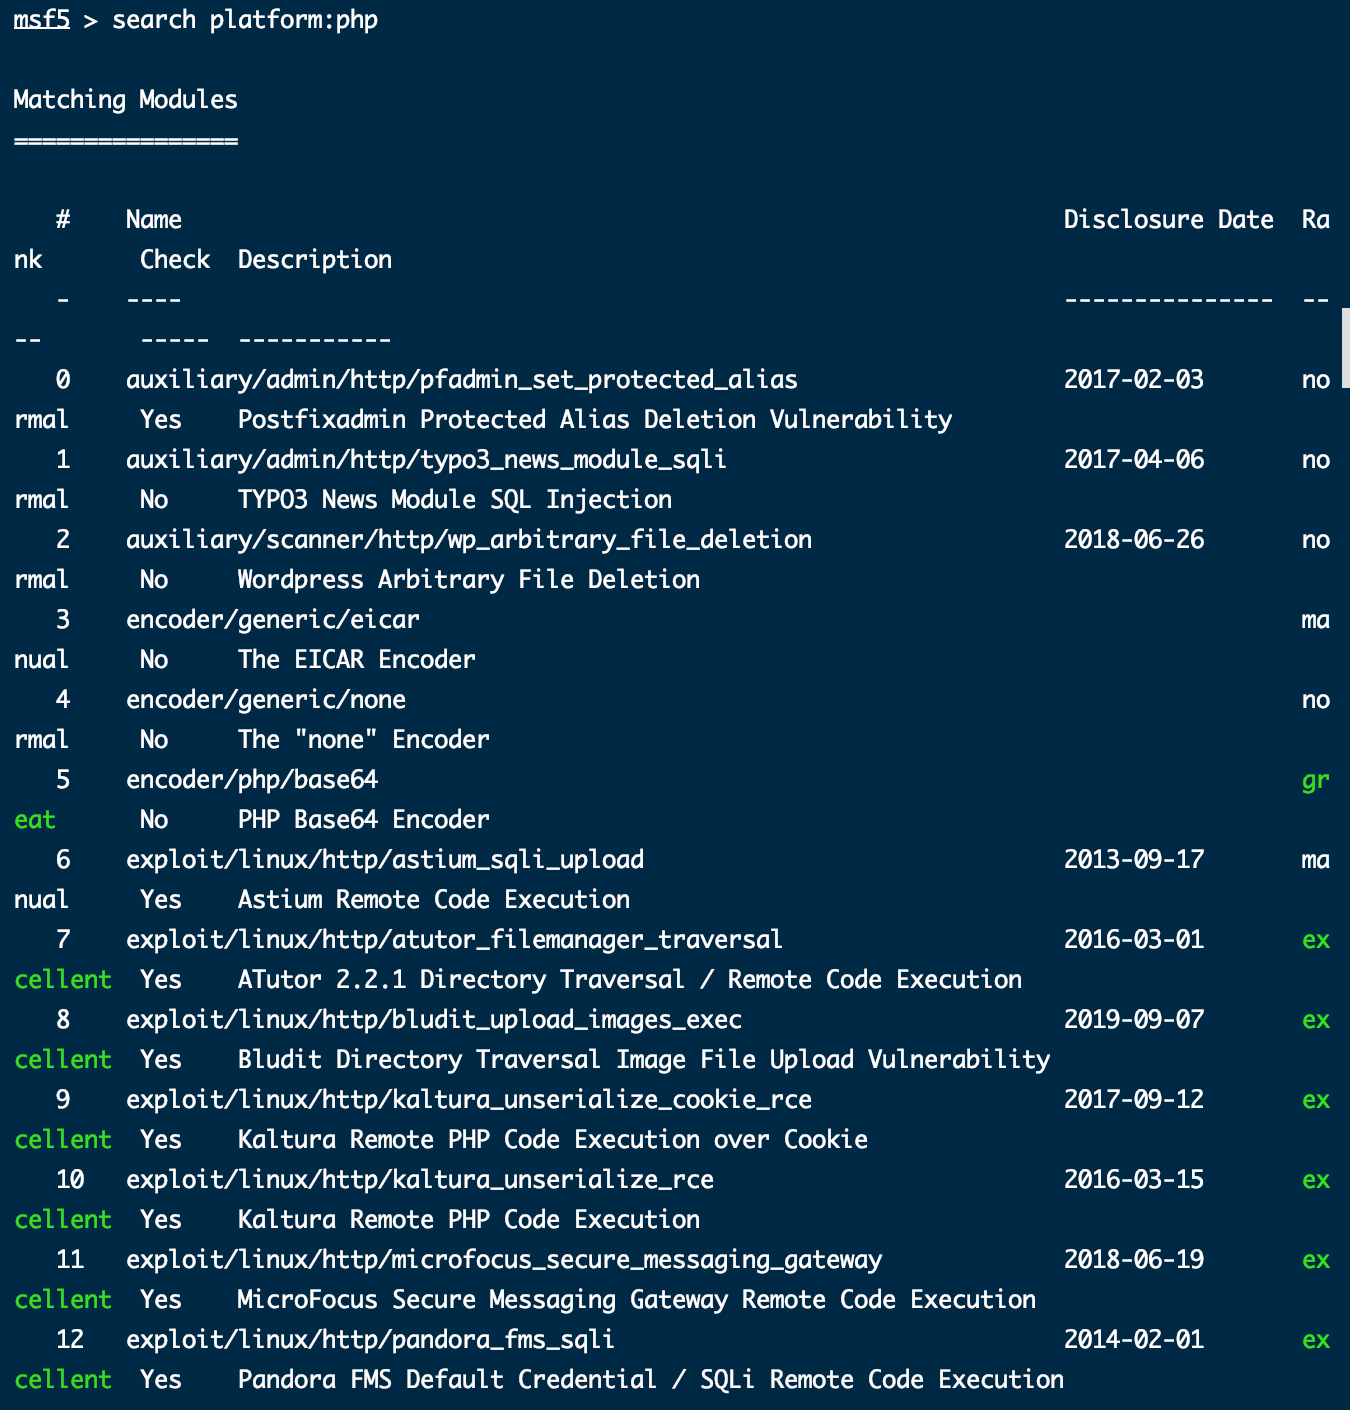 msf5 > search platform:php
Matching Modules
================
# Name Disclosure Date Ra
nk Check Description
- ---- --------------- --
-- ----- -----------
0 auxiliary/admin/http/pfadmin_set_protected_alias 2017-02-03 no
rmal Yes Postfixadmin Protected Alias Deletion Vulnerability
1 auxiliary/admin/http/typo3_news_module_sqli 2017-04-06 no
rmal No TYPO3 News Module SQL Injection
2 auxiliary/scanner/http/wp_arbitrary_file_deletion 2018-06-26 no
rmal No Wordpress Arbitrary File Deletion
3 encoder/generic/eicar ma
nual No The EICAR Encoder
4 encoder/generic/none no
rmal No The "none" Encoder
5 encoder/php/base64 gr
eat No PHP Base64 Encoder
6 exploit/linux/http/astium_sqli_upload 2013-09-17 ma
nual Yes Astium Remote Code Execution
7 exploit/linux/http/atutor_filemanager_traversal 2016-03-01 ex
cellent Yes ATutor 2.2.1 Directory Traversal / Remote Code Execution
8 exploit/linux/http/bludit_upload_images_exec 2019-09-07 ex
cellent Yes Bludit Directory Traversal Image File Upload Vulnerability
9 exploit/linux/http/kaltura_unserialize_cookie_rce 2017-09-12 ex
cellent Yes Kaltura Remote PHP Code Execution over Cookie
10 exploit/linux/http/kaltura_unserialize_rce 2016-03-15 ex
cellent Yes Kaltura Remote PHP Code Execution
11 exploit/linux/http/microfocus_secure_messaging_gateway 2018-06-19 ex
cellent Yes MicroFocus Secure Messaging Gateway Remote Code Execution
12 exploit/linux/http/pandora_fms_sqli 2014-02-01 ex
cellent Yes Pandora FMS Default Credential / SQLi Remote Code Execution